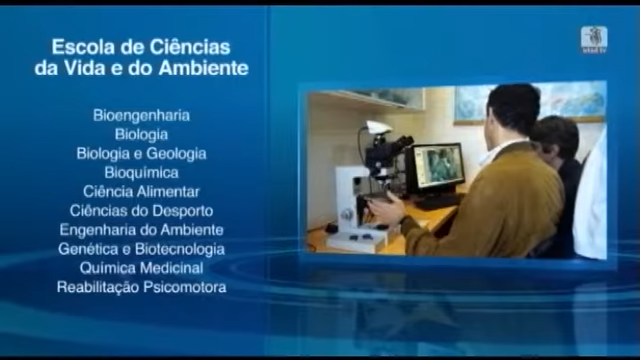 Escola de Ciências
da Vida e do Ambiente
Bioengenharia
Biologia
Biologia e Geologia
Bioquímica
Ciência Alimentar
Ciências do Desporto
Engenharia do Ambiente
Genética e Biotecnologia
Química Medicinal
Reabilitação Psicomotora